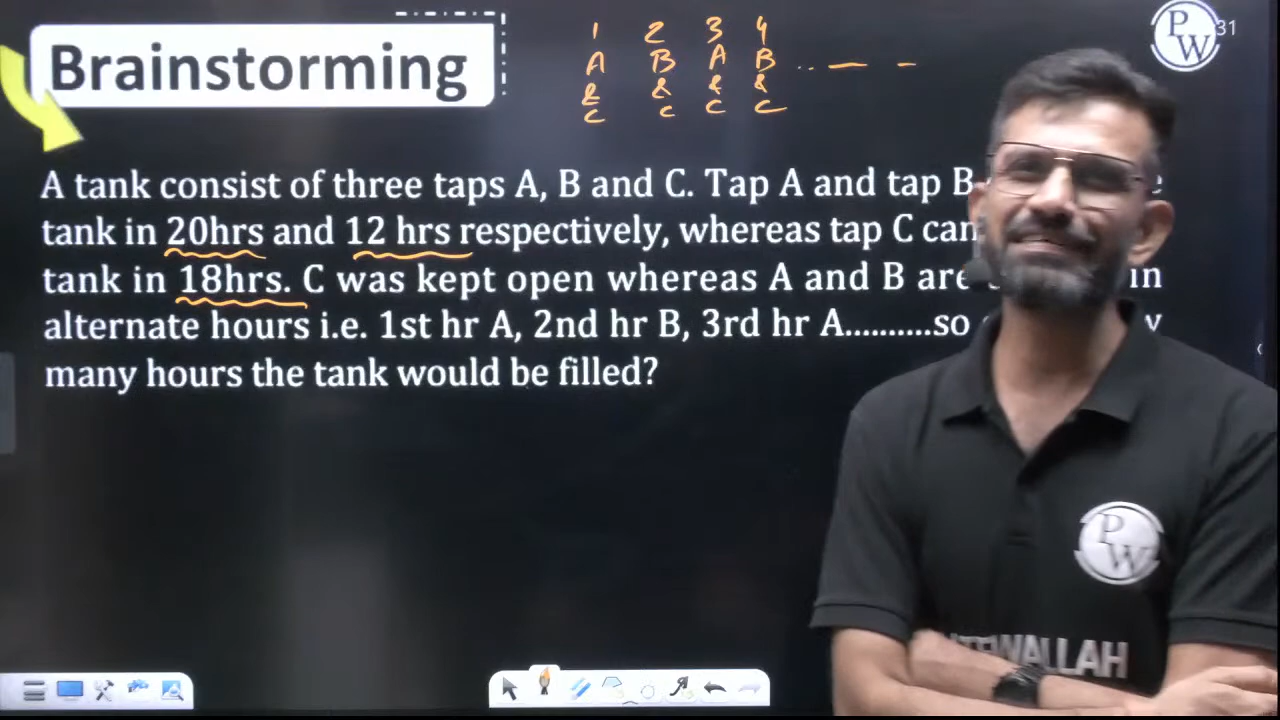 1 2 3 4
A B A B .. — -
& & & &
C C C C
PW
31
Brainstorming
A tank consist of three taps A, B and C. Tap A and tap B
tank in 20hrs and 12 hrs respectively, whereas tap C can
tank in 18hrs. C was kept open whereas A and B are in
alternate hours i.e. 1st hr A, 2nd hr B, 3rd hr A..........so
many hours the tank would be filled?
PW
WALLAH